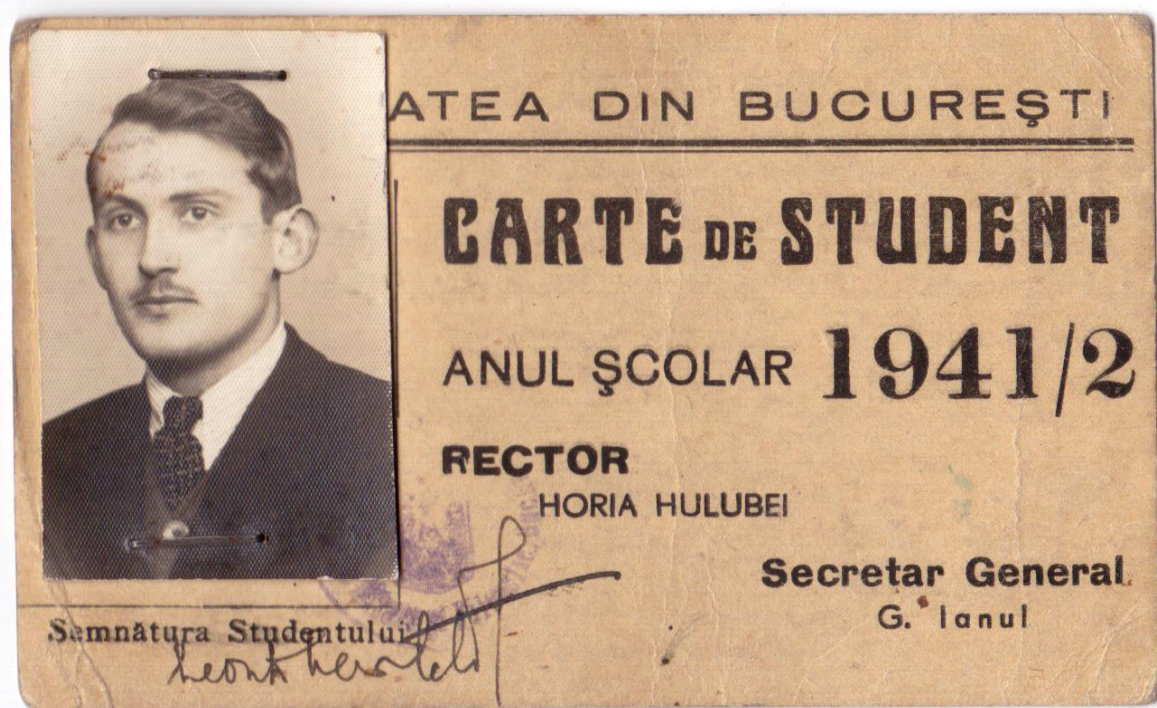 ATEA DIN BUCUREŞTI
CARTE DE STUDENT
ANUL ŞCOLAR 1941/2
RECTOR
HORIA HULUBEI
Secretar General
G. Ianul
Semnătura Studentului